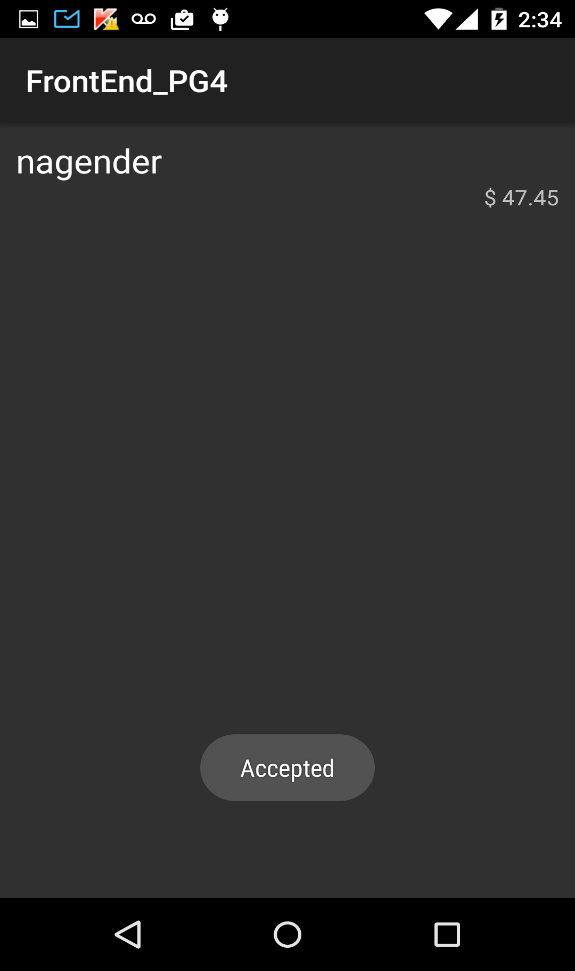 2:34
FrontEnd_PG4
nagender
$ 47.45
Accepted